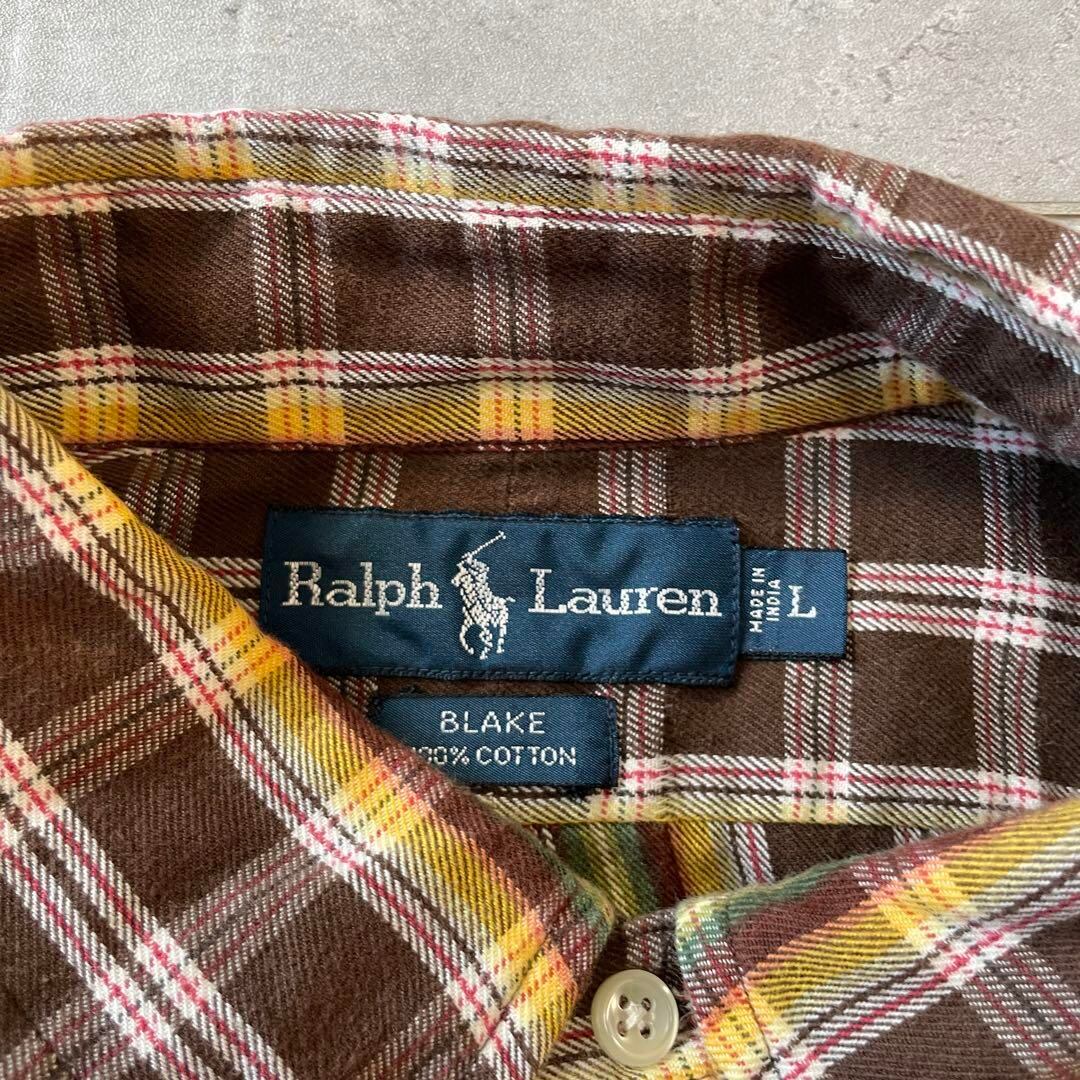 Ralph Lauren
MADE IN
INDIA
L
BLAKE
100% COTTON